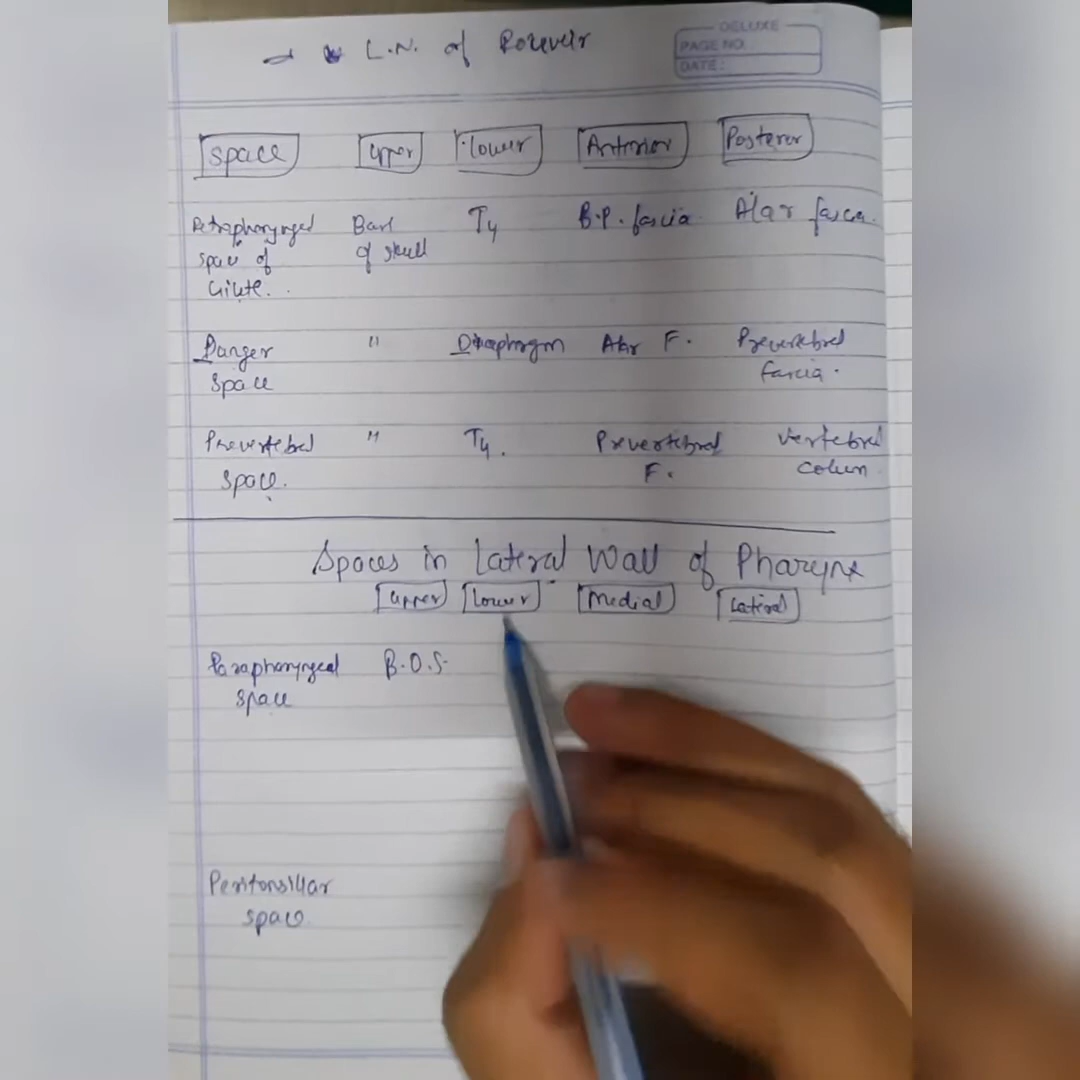 L.N. of Rouveir
DELUXE
PAGE NO.
DATE:
Space Upper Lower Anterior Posterior
Retropharyngeal Base T4 B.P. fascia Alar fascia.
space of of skull
Gilute.
Danger " Diaphragm Alar F. Prevertebral
space fascia.
Prevertebral " T4. Prevertebral vertebral
space. F. column
Spaces in Lateral Wall of Pharynx
Upper Lower Medial Lateral
Parapharyngeal B.O.S.
space
Peritonsillar
space